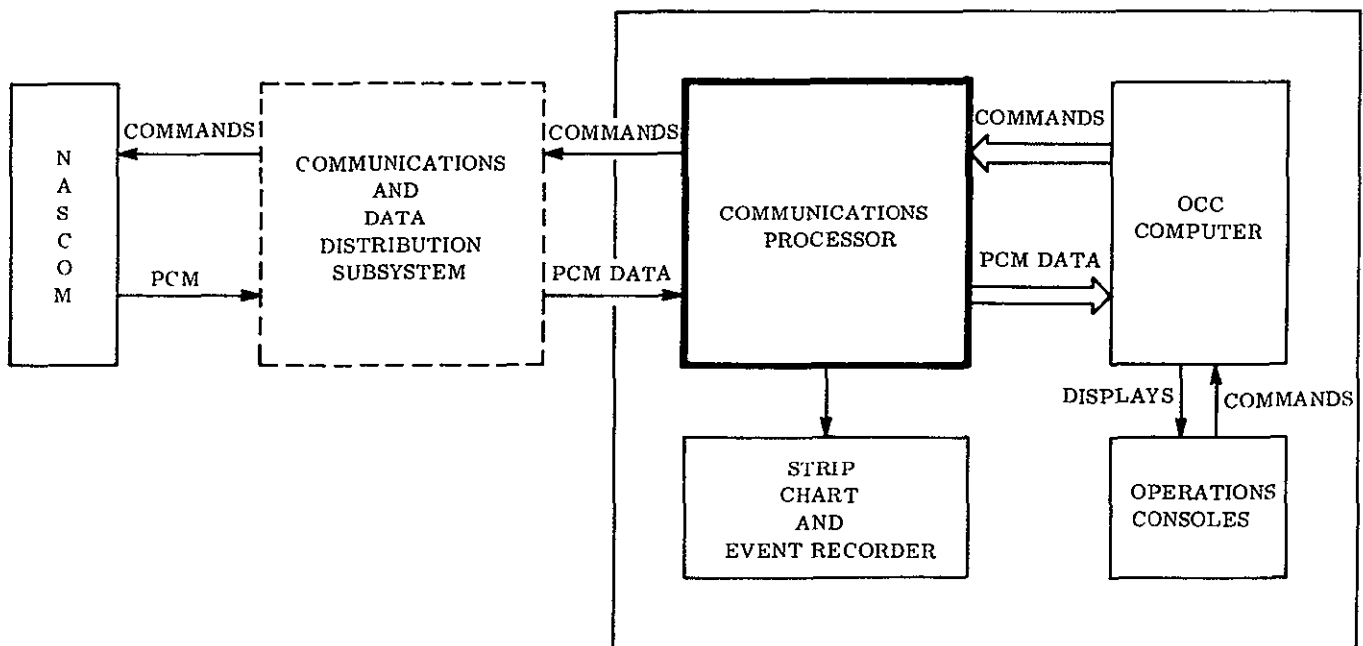 NASCOM
COMMANDS
PCM
COMMUNICATIONS
AND
DATA
DISTRIBUTION
SUBSYSTEM
COMMANDS
PCM DATA
COMMUNICATIONS
PROCESSOR
COMMANDS
PCM DATA
OCC
COMPUTER
DISPLAYS
COMMANDS
STRIP
CHART
AND
EVENT RECORDER
OPERATIONS
CONSOLES